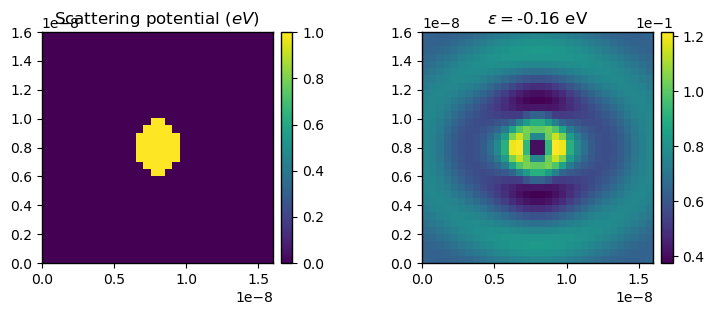 1e−8 Scattering potential (eV)
1e−8 ε = -0.16 eV 1e−1
1.6 1.0 1.6 1.2
1.4 1.4
1.2 0.8 1.2 1.0
1.0 0.6 1.0
0.8 0.8 0.8
0.6 0.4 0.6
0.4 0.4 0.6
0.2 0.2 0.2
0.0 0.0 0.0 0.4
0.0 0.5 1.0 1.5 0.0 0.5 1.0 1.5
1e−8 1e−8